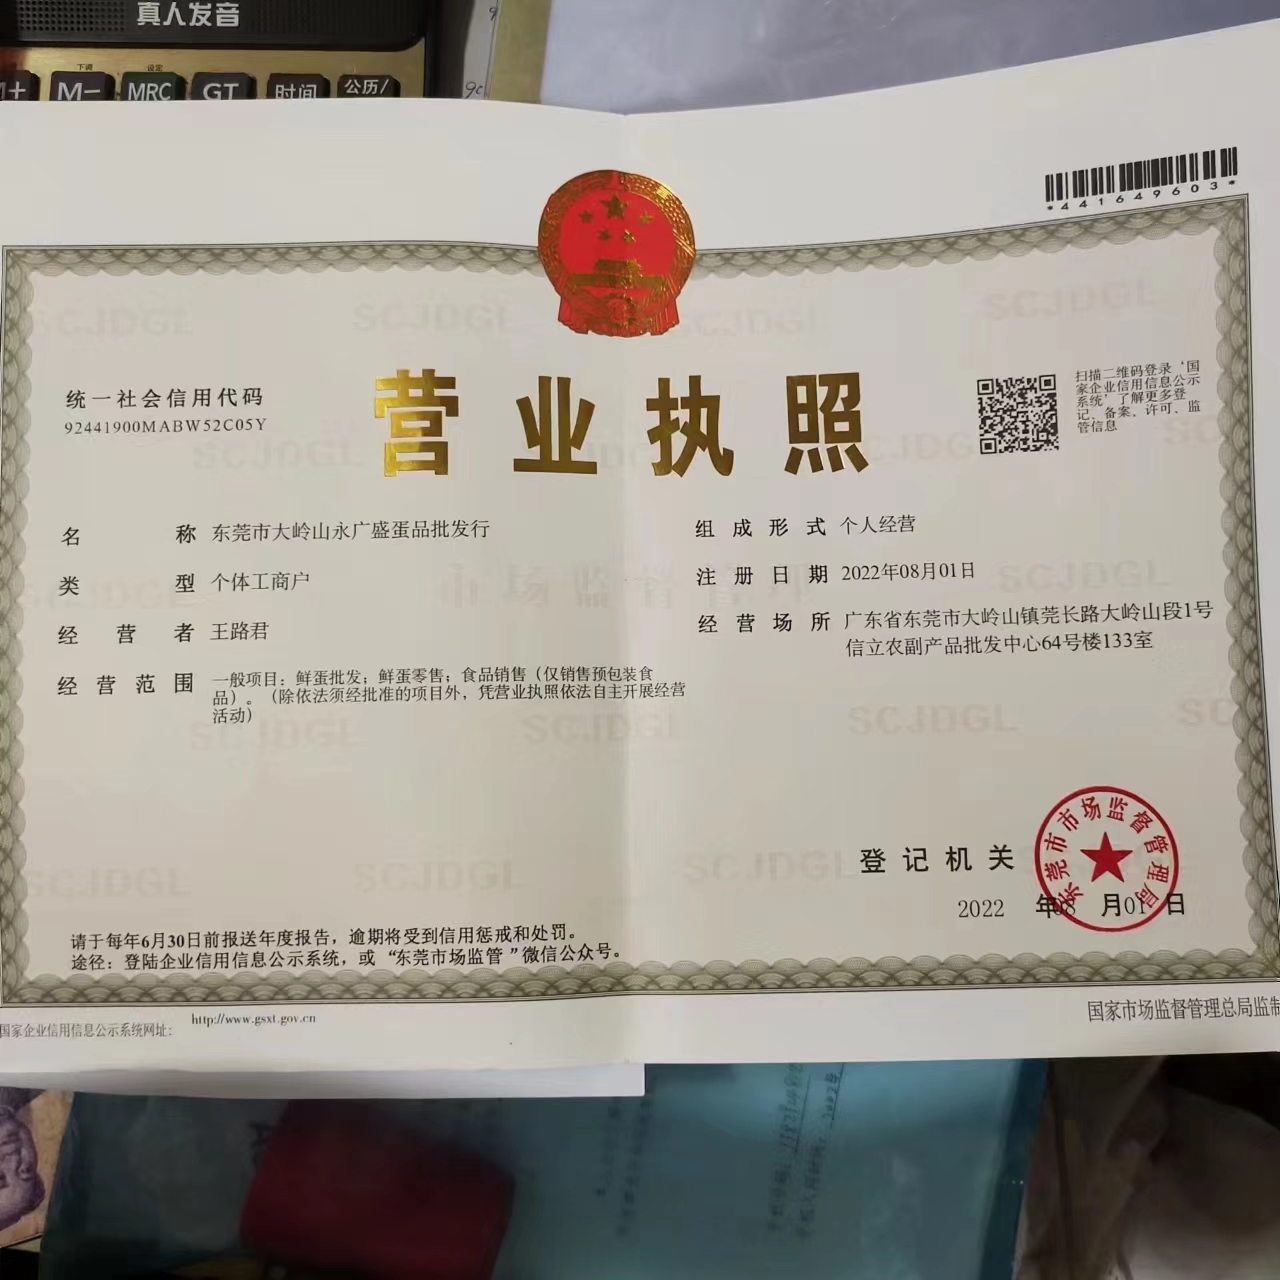 真人发音
下调
设定
M+
M−
MRC
GT
时间
公历/
*441649603*
统一社会信用代码
92441900MABW52C05Y
营业执照
扫描二维码登录‘国
家企业信用信息公示
系统’了解更多登
记、备案、许可、监
管信息
名称 东莞市大岭山永广盛蛋品批发行
类型 个体工商户
经营者 王路君
经营范围 一般项目：鲜蛋批发；鲜蛋零售；食品销售（仅销售预包装食
品）。（除依法须经批准的项目外，凭营业执照依法自主开展经营
活动）
组成形式 个人经营
注册日期 2022年08月01日
经营场所 广东省东莞市大岭山镇莞长路大岭山段1号
信立农副产品批发中心64号楼133室
市场监督管理
SCJDGL
登记机关
东莞市市场监督管理局
2022 年08 月01 日
请于每年6月30日前报送年度报告，逾期将受到信用惩戒和处罚。
途径：登陆企业信用信息公示系统，或“东莞市场监管”微信公众号。
国家企业信用信息公示系统网址：
http://www.gsxt.gov.cn
国家市场监督管理总局监制